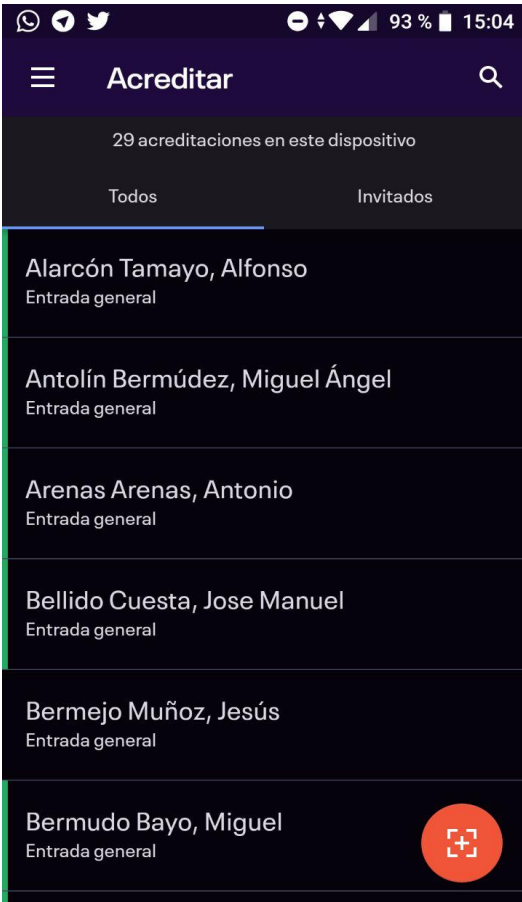 93 % 15:04
Acreditar
29 acreditaciones en este dispositivo
Todos Invitados
Alarcón Tamayo, Alfonso
Entrada general
Antolín Bermúdez, Miguel Ángel
Entrada general
Arenas Arenas, Antonio
Entrada general
Bellido Cuesta, Jose Manuel
Entrada general
Bermejo Muñoz, Jesús
Entrada general
Bermudo Bayo, Miguel
Entrada general